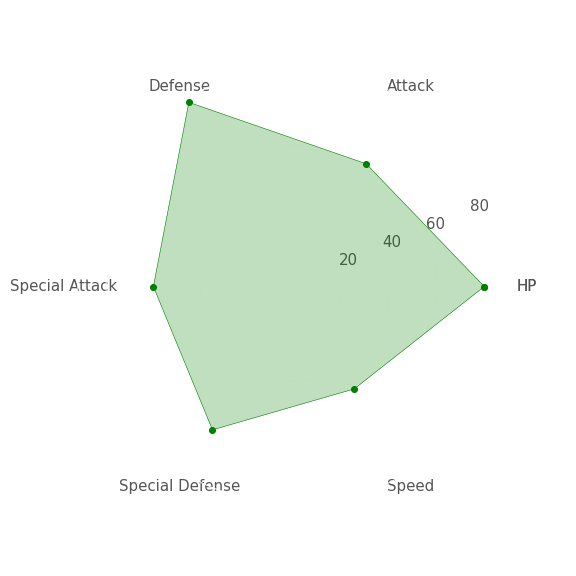 Defense
Attack
80
60
40
20
Special Attack
HP
Special Defense
Speed